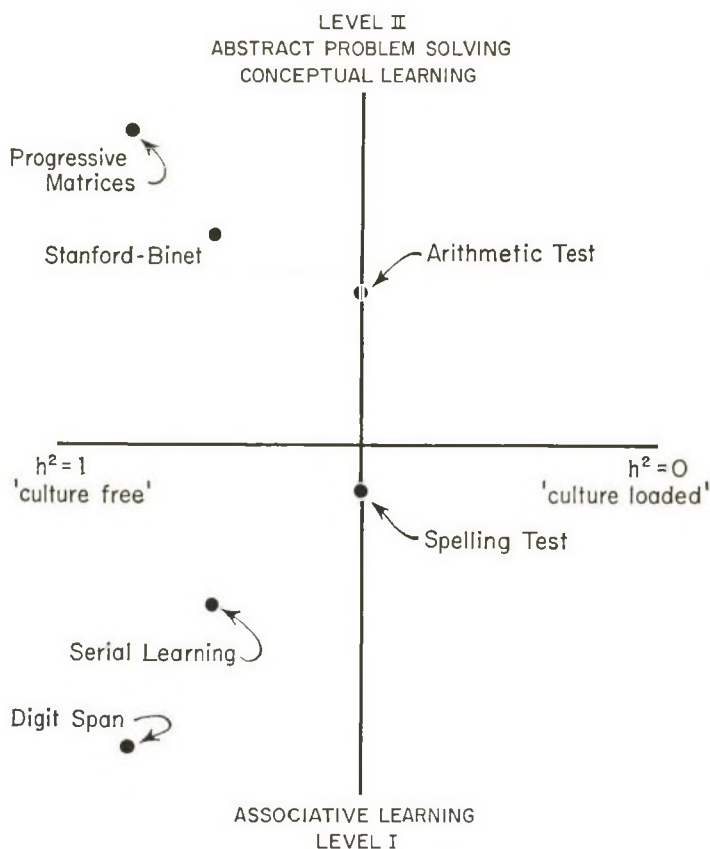 LEVEL II
ABSTRACT PROBLEM SOLVING
CONCEPTUAL LEARNING
Progressive
Matrices
Stanford-Binet
Arithmetic Test
h²=1
'culture free'
h²=0
'culture loaded'
Spelling Test
Serial Learning
Digit Span
ASSOCIATIVE LEARNING
LEVEL I